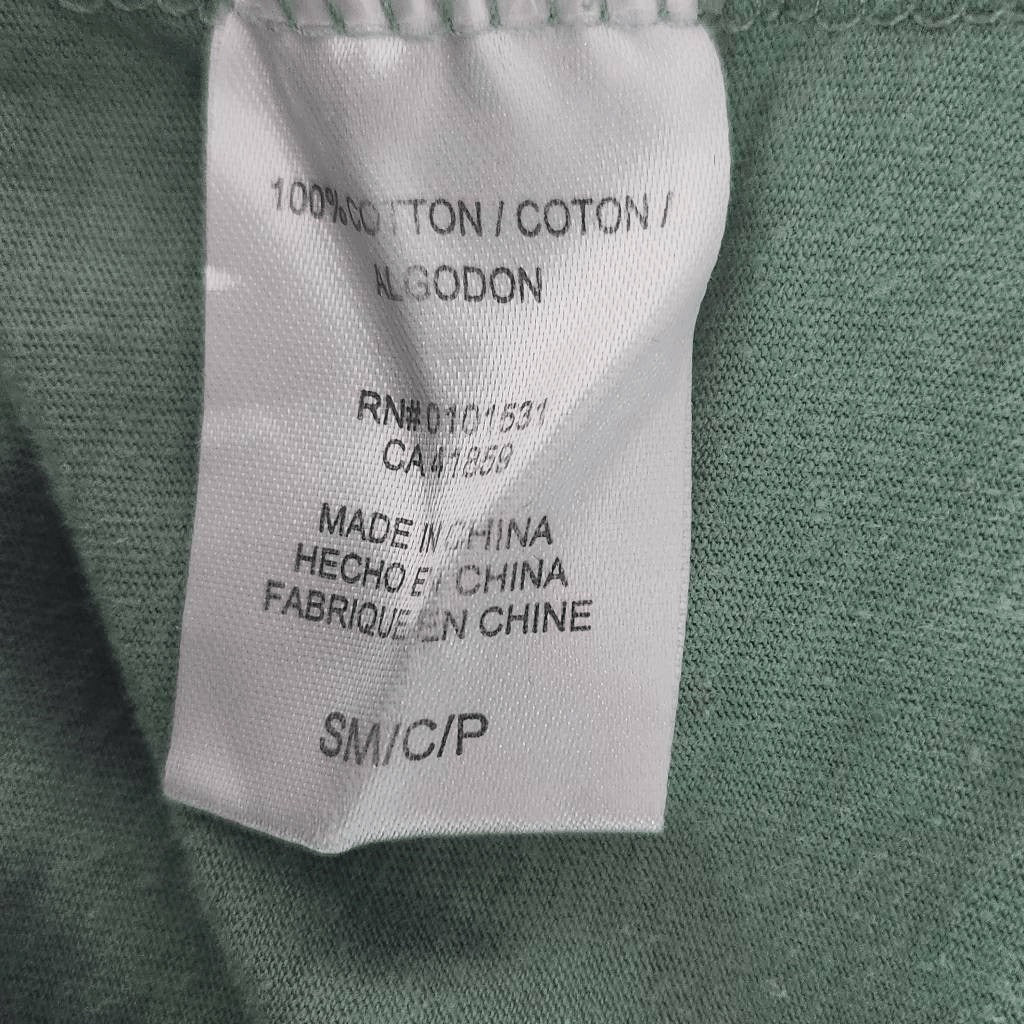 100% COTTON / COTON /
ALGODON
RN#0101531
CA41859
MADE IN CHINA
HECHO EN CHINA
FABRIQUE EN CHINE
SM/C/P